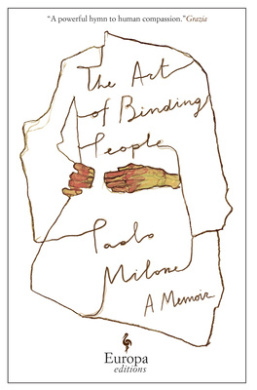 “A powerful hymn to human compassion.” Grazia
The Art
of Binding
People
Paolo
Milone
A Memoir
Europa
editions